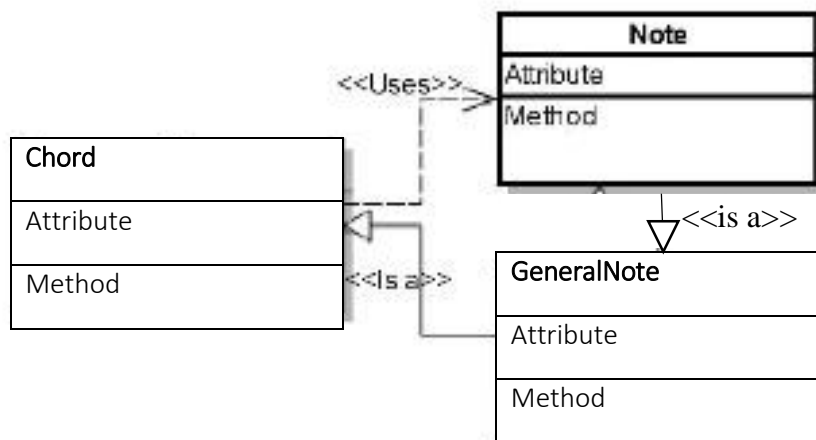 Note
Attribute
Method
<<Uses>>
Chord
Attribute
Method
<<Is a>>
<<is a>>
GeneralNote
Attribute
Method